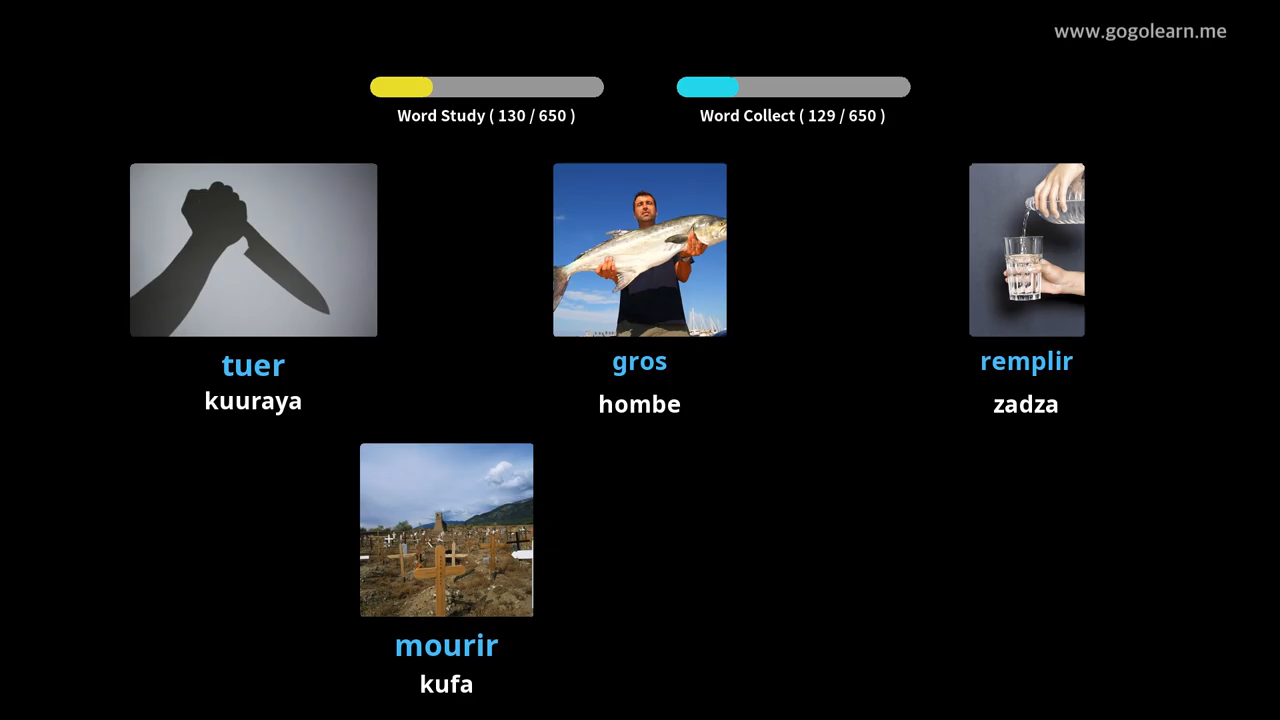 www.gogolearn.me
Word Study ( 130 / 650 )
Word Collect ( 129 / 650 )
tuer
kuuraya
gros
hombe
remplir
zadza
mourir
kufa